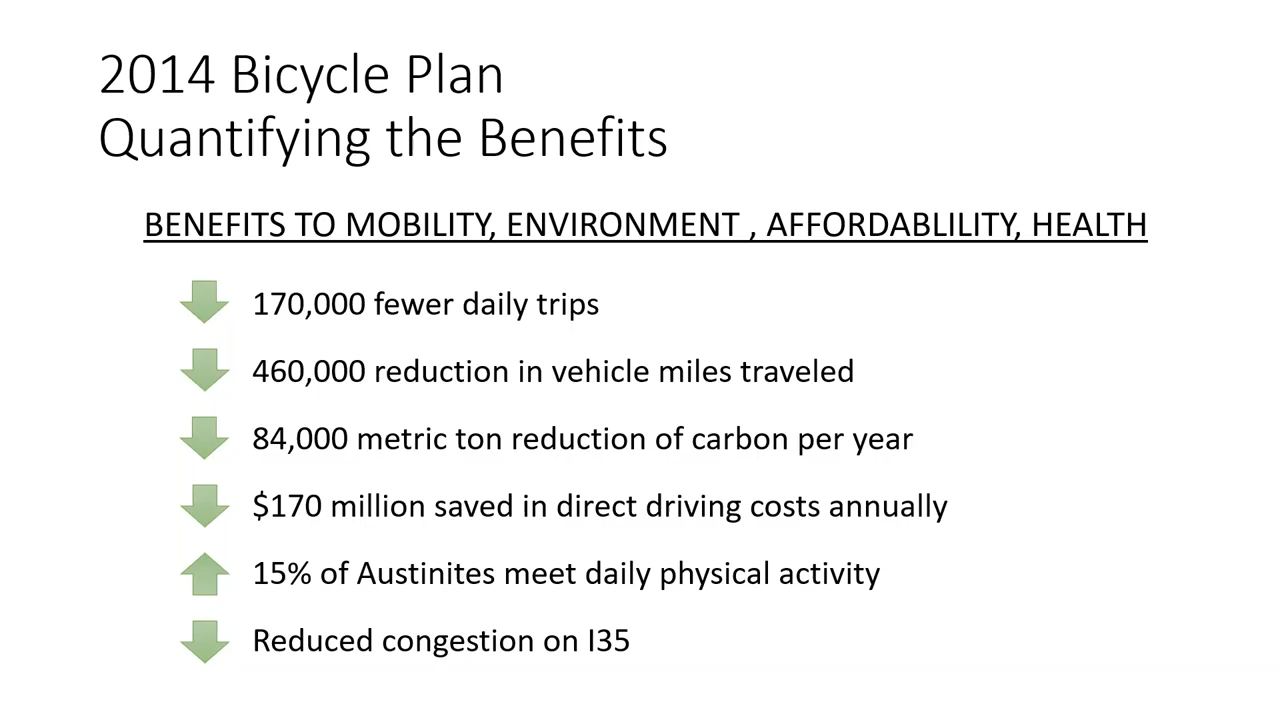 2014 Bicycle Plan
Quantifying the Benefits
BENEFITS TO MOBILITY, ENVIRONMENT , AFFORDABLILITY, HEALTH
170,000 fewer daily trips
460,000 reduction in vehicle miles traveled
84,000 metric ton reduction of carbon per year
$170 million saved in direct driving costs annually
15% of Austinites meet daily physical activity
Reduced congestion on I35